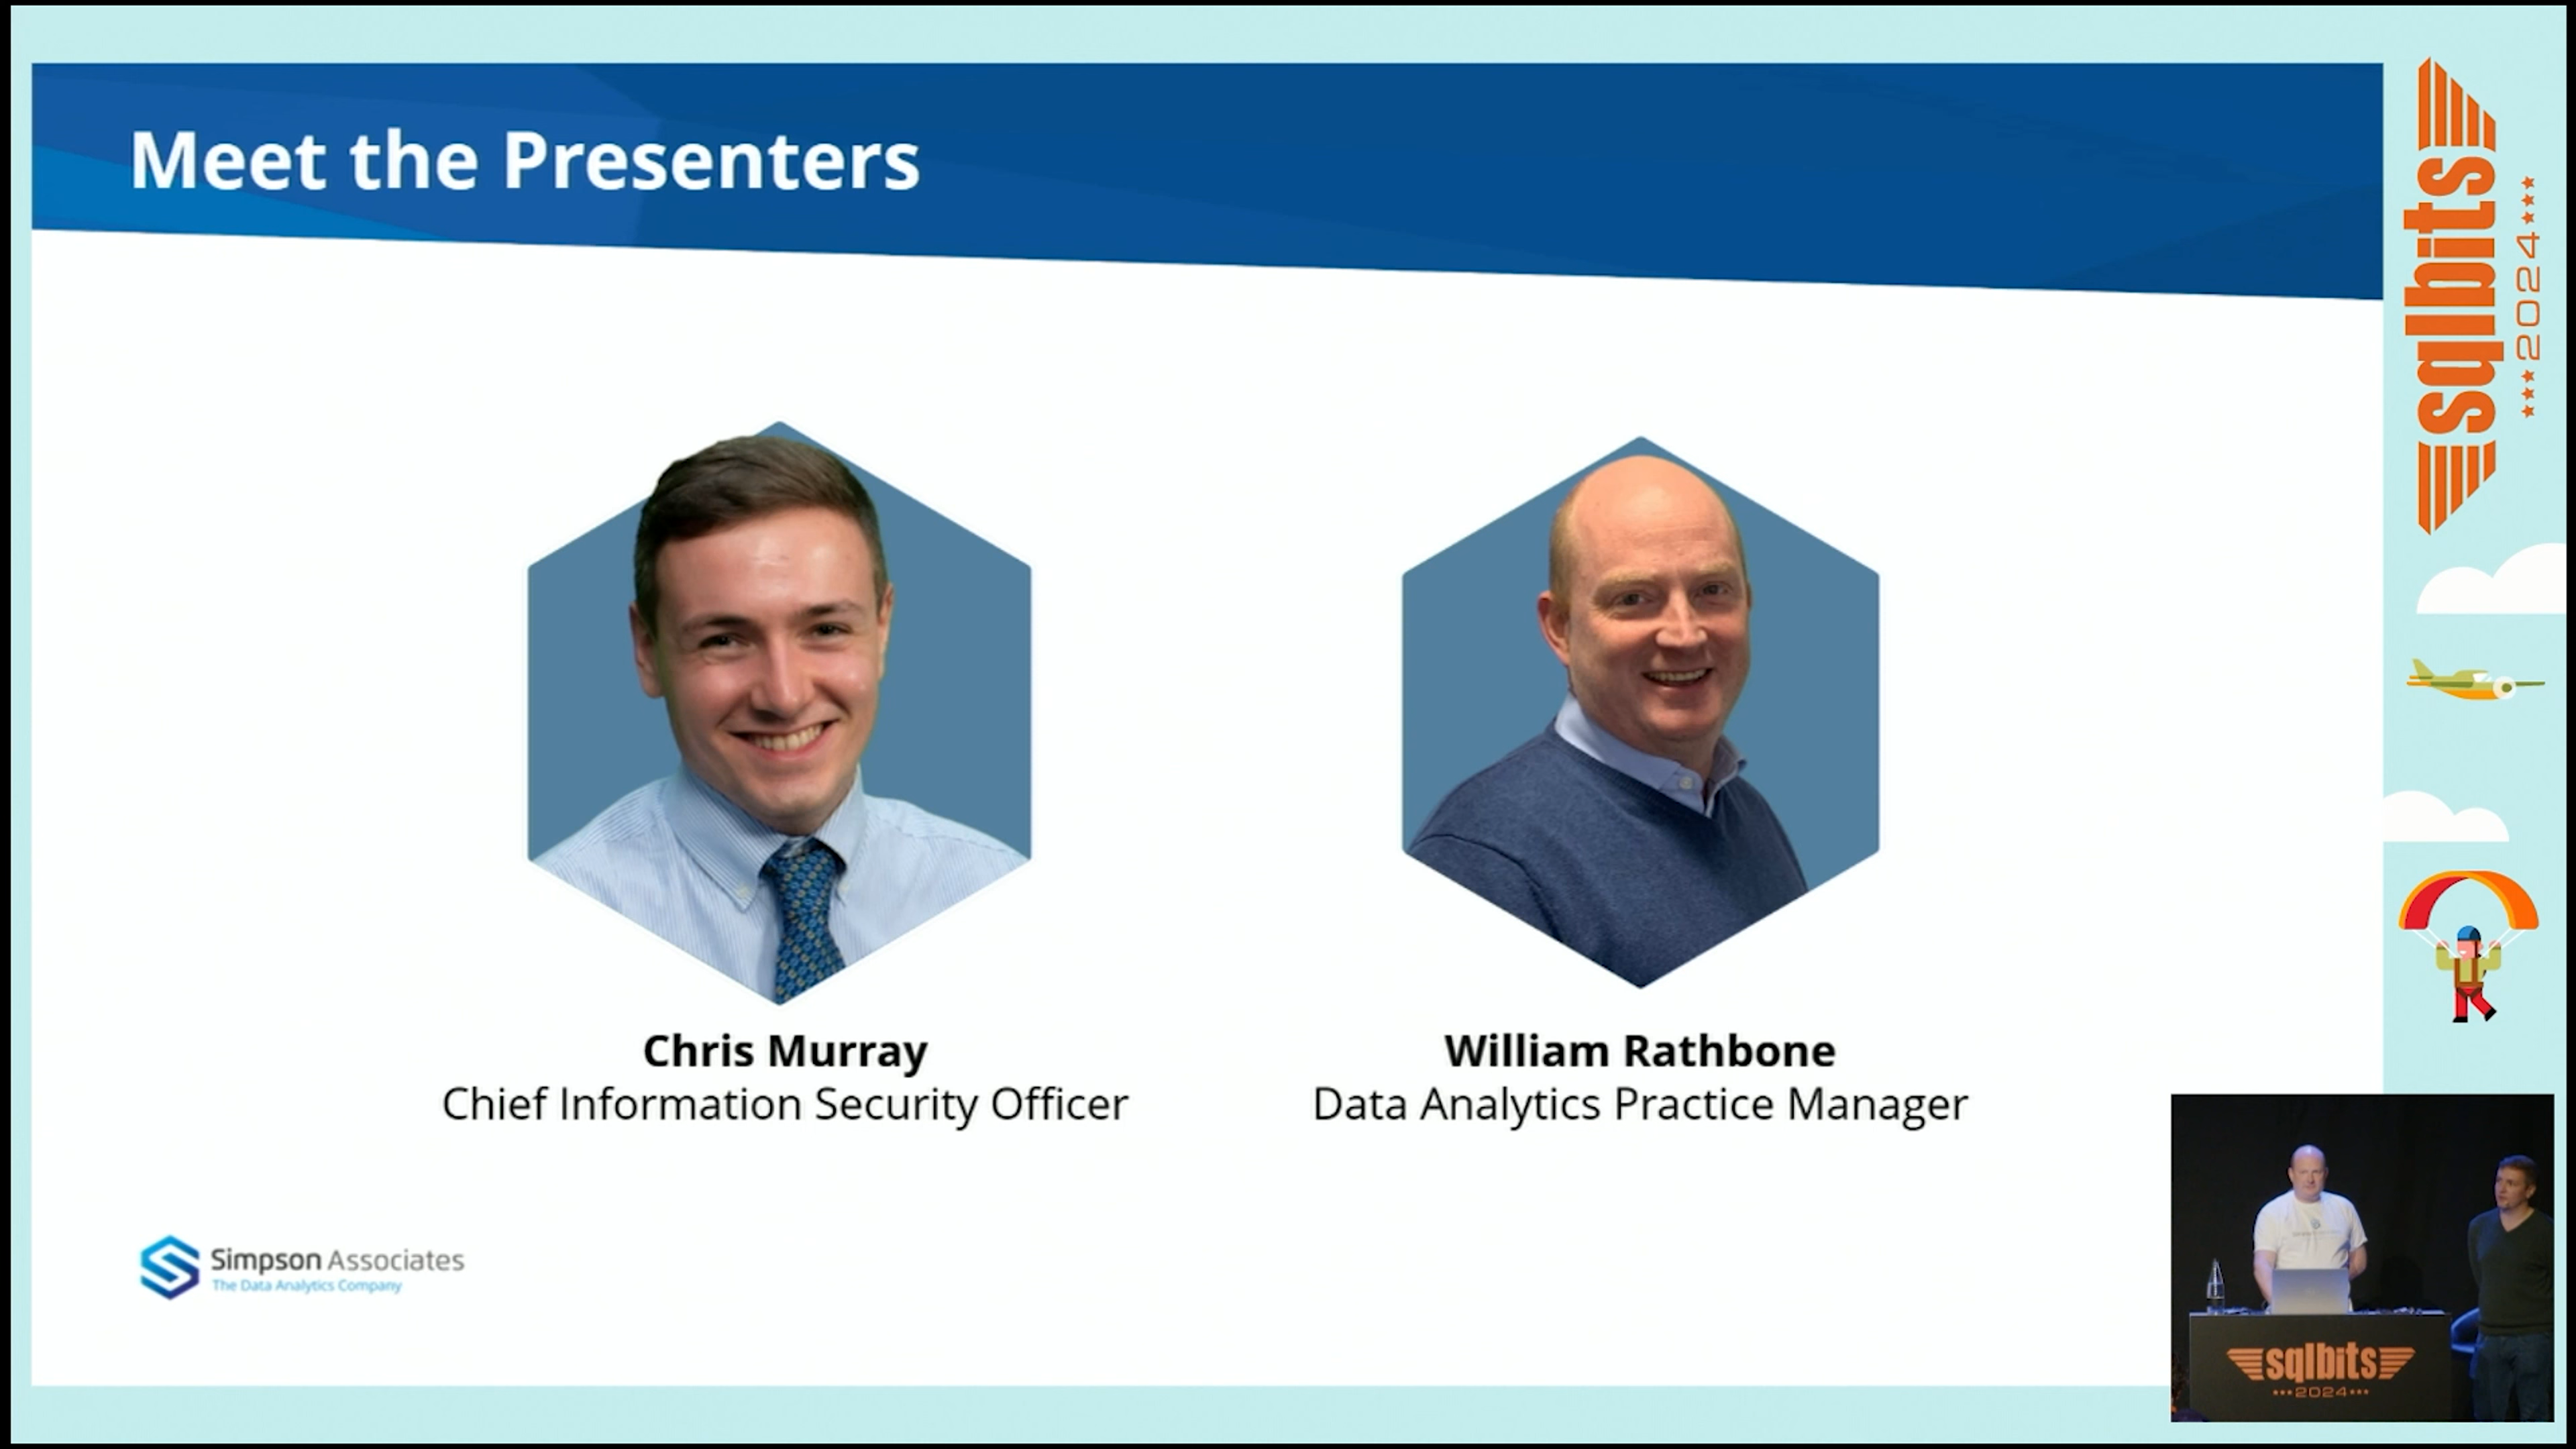 Meet the Presenters
Chris Murray
Chief Information Security Officer
William Rathbone
Data Analytics Practice Manager
Simpson Associates
The Data Analytics Company
sqlbits
2024
sqlbits
2024